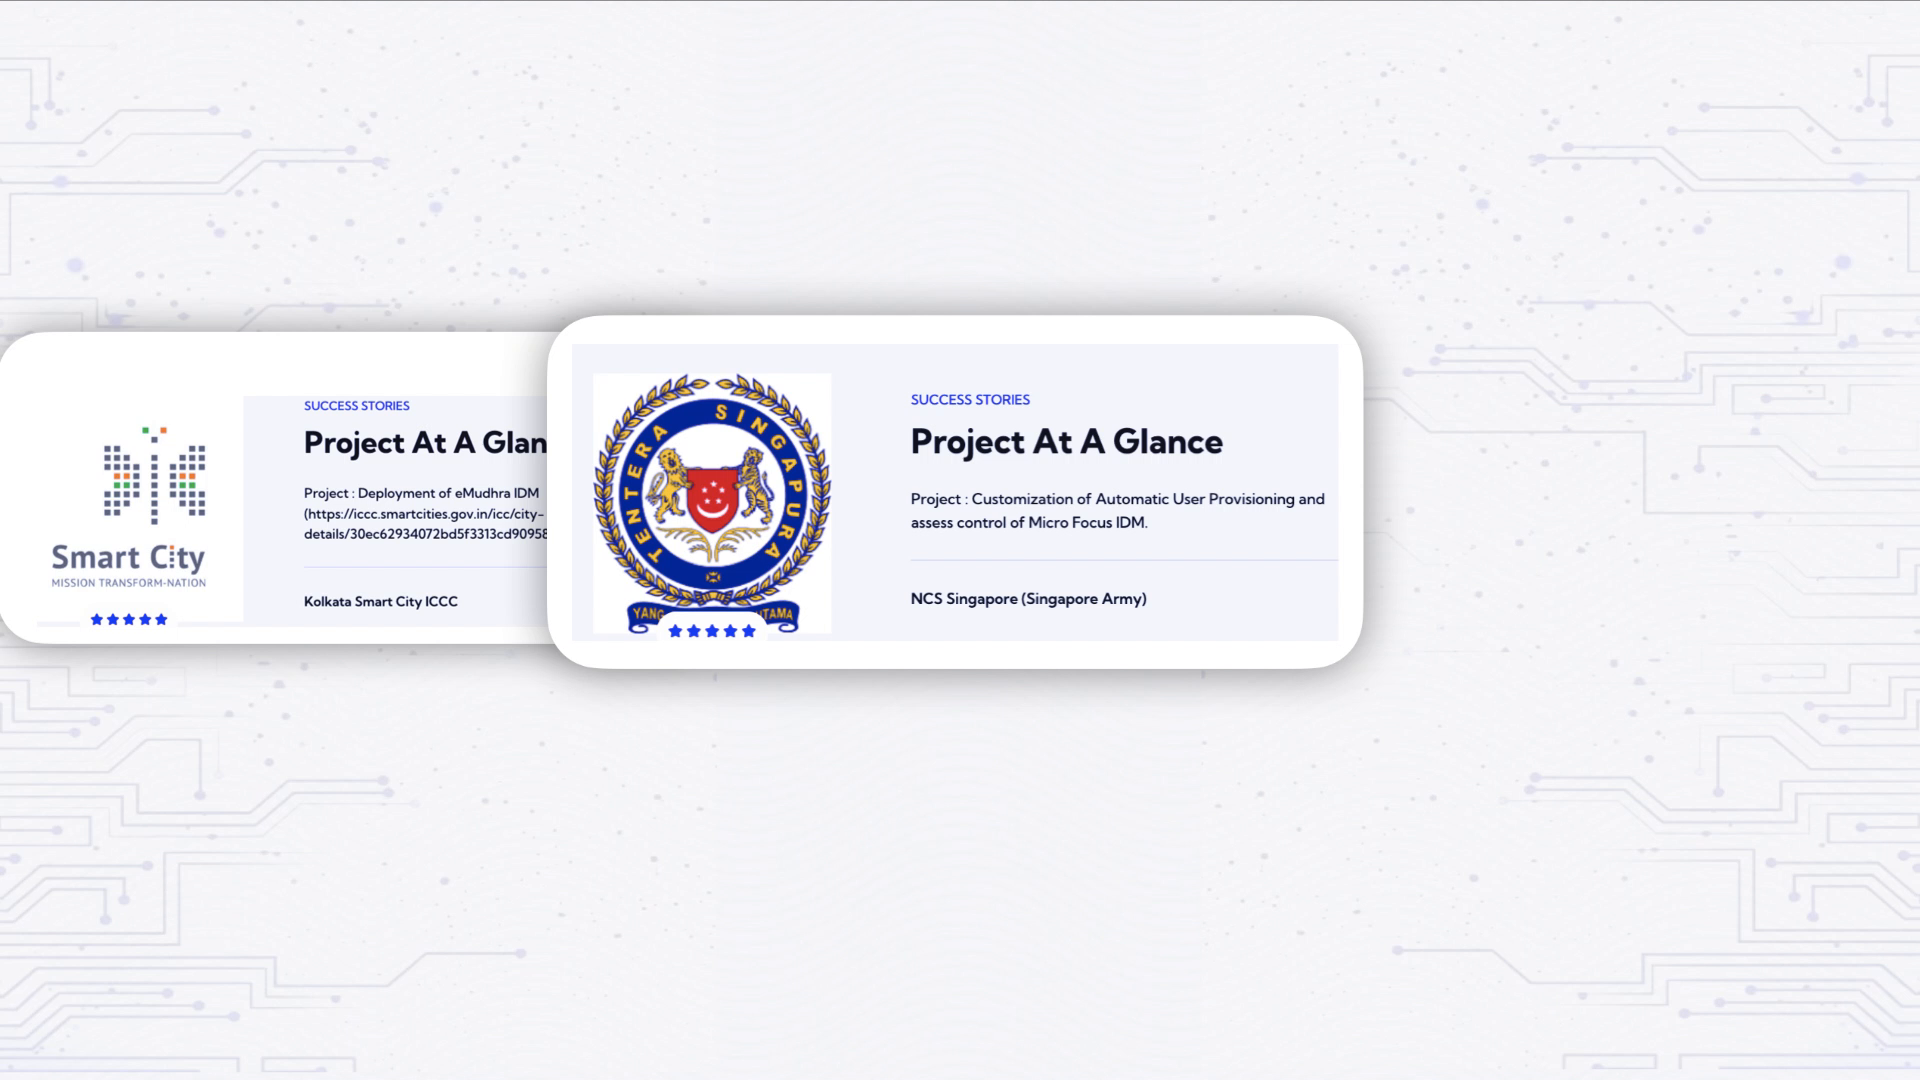 Smart City
MISSION TRANSFORM-NATION
SUCCESS STORIES
Project At A Glan
Project : Deployment of eMudhra IDM
(https://iccc.smartcities.gov.in/icc/city-
details/30ec62934072bd5f3313cd90958
Kolkata Smart City ICCC
TENTERA SINGAPURA
YANG
UTAMA
SUCCESS STORIES
Project At A Glance
Project : Customization of Automatic User Provisioning and
assess control of Micro Focus IDM.
NCS Singapore (Singapore Army)